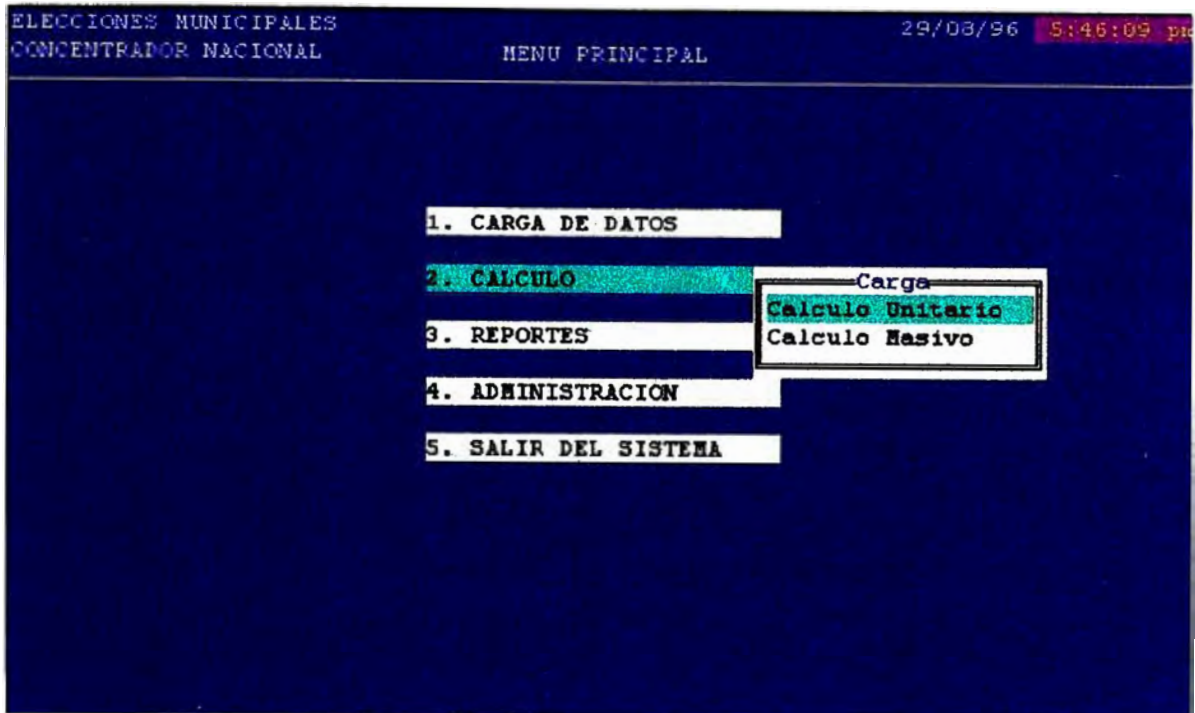 ELECCIONES MUNICIPALES
29/08/96 5:46:09 pm
CONCENTRADOR NACIONAL
MENU PRINCIPAL
1. CARGA DE DATOS
2. CALCULO
Carga
Calculo Unitario
Calculo Masivo
3. REPORTES
4. ADMINISTRACION
5. SALIR DEL SISTEMA